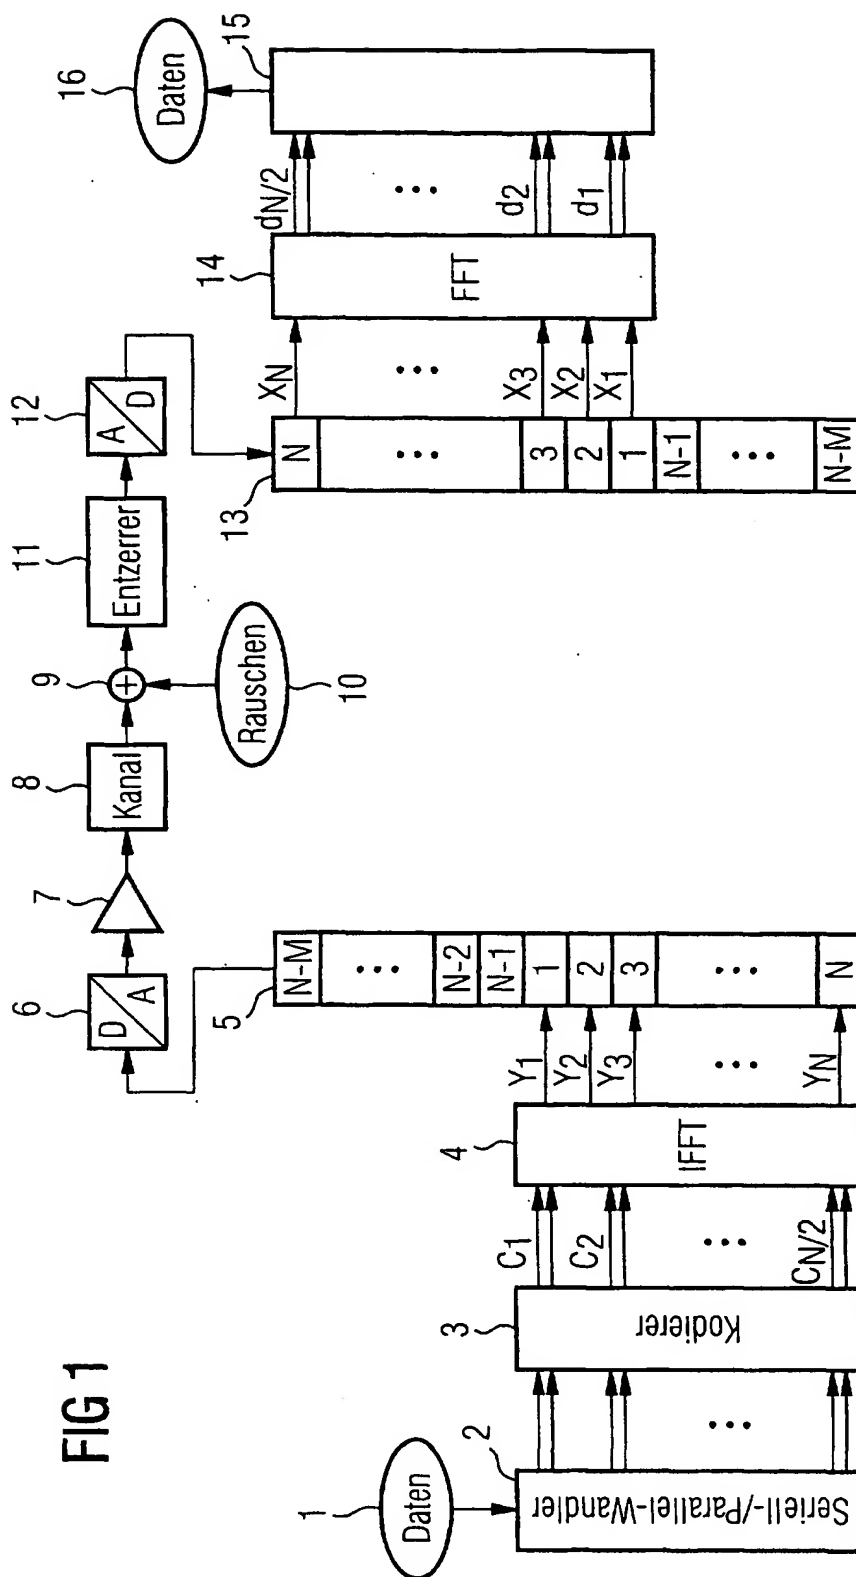 FIG 1
1
Daten
2
Seriell-/Parallel-Wandler
3
Kodierer
C1
C2
CN/2
4
IFFT
Y1
Y2
Y3
YN
5
N-M
N-2
N-1
1
2
3
N
6
D
A
7
8
Kanal
9
+
10
Rauschen
11
Entzerrer
12
A
D
13
N
3
2
1
N-1
N-M
XN
X3
X2
X1
14
FFT
dN/2
d2
d1
15
16
Daten